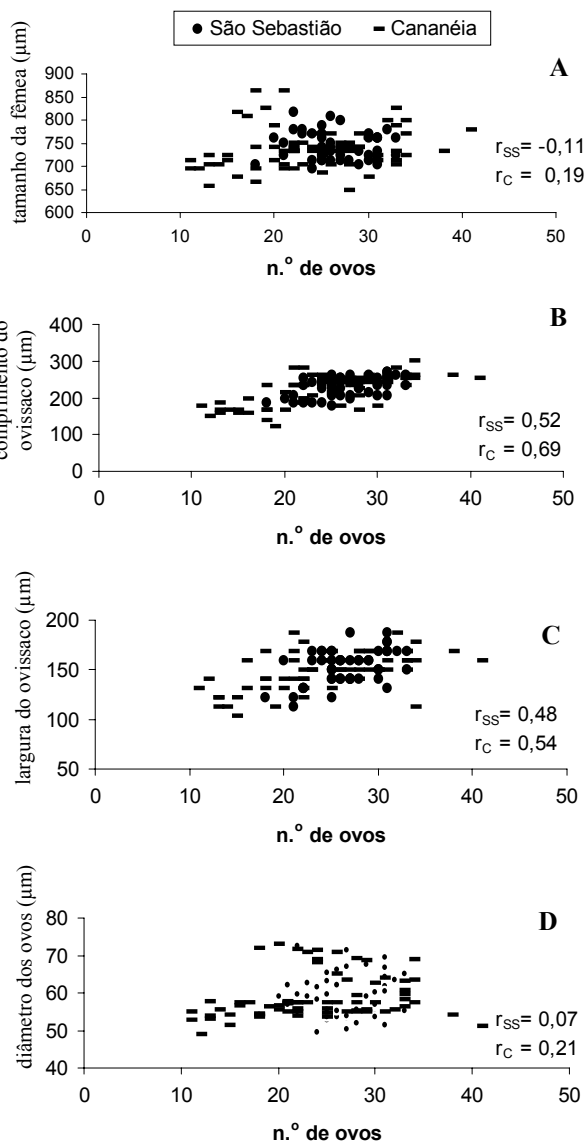 ● São Sebastião – Cananéia
A
tamanho da fêmea (µm)
900
850
800
750
700
650
600
r_SS= -0,11
r_C = 0,19
0 10 20 30 40 50
n.º de ovos
B
comprimento do
ovissaco (µm)
400
300
200
100
0
r_SS= 0,52
r_C = 0,69
0 10 20 30 40 50
n.º de ovos
C
largura do ovissaco (µm)
200
150
100
50
r_SS= 0,48
r_C = 0,54
0 10 20 30 40 50
n.º de ovos
D
diâmetro dos ovos (µm)
80
70
60
50
40
r_SS= 0,07
r_C = 0,21
0 10 20 30 40 50
n.º de ovos